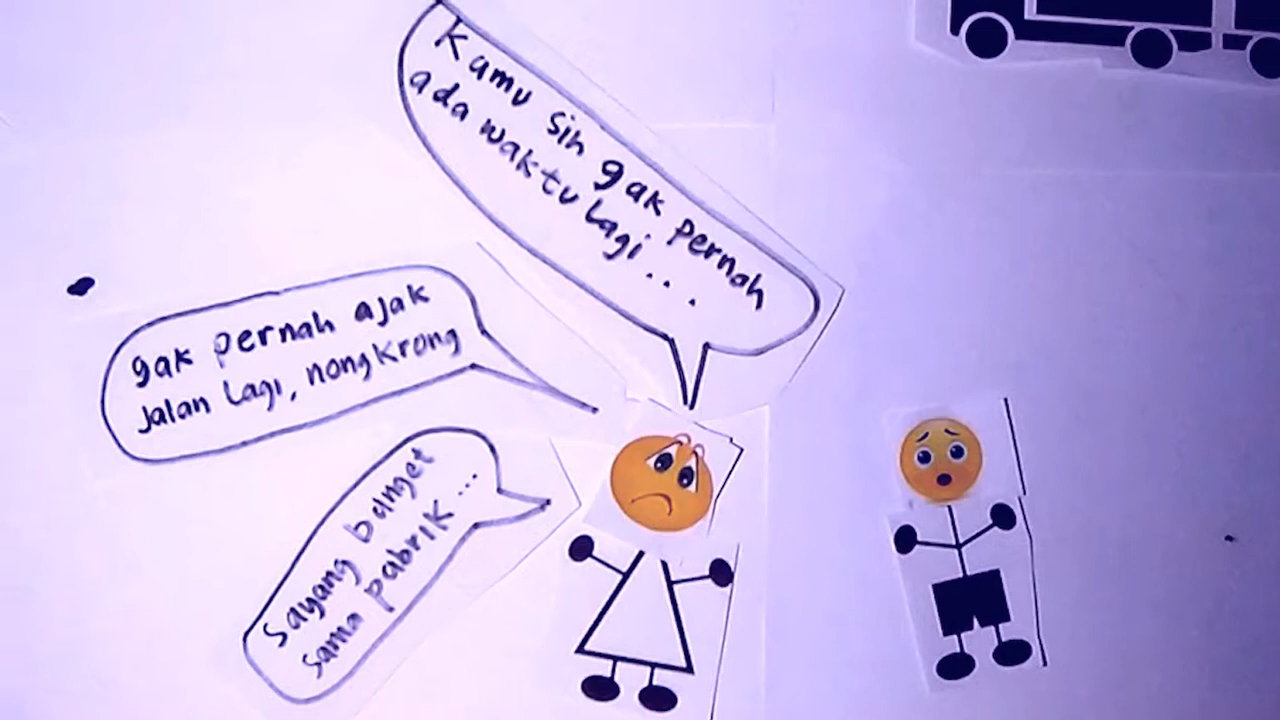 Kamu sih gak pernah
ada waktu lagi...
gak pernah ajak
jalan lagi, nongkrong
sayang banget
sama pabrik...